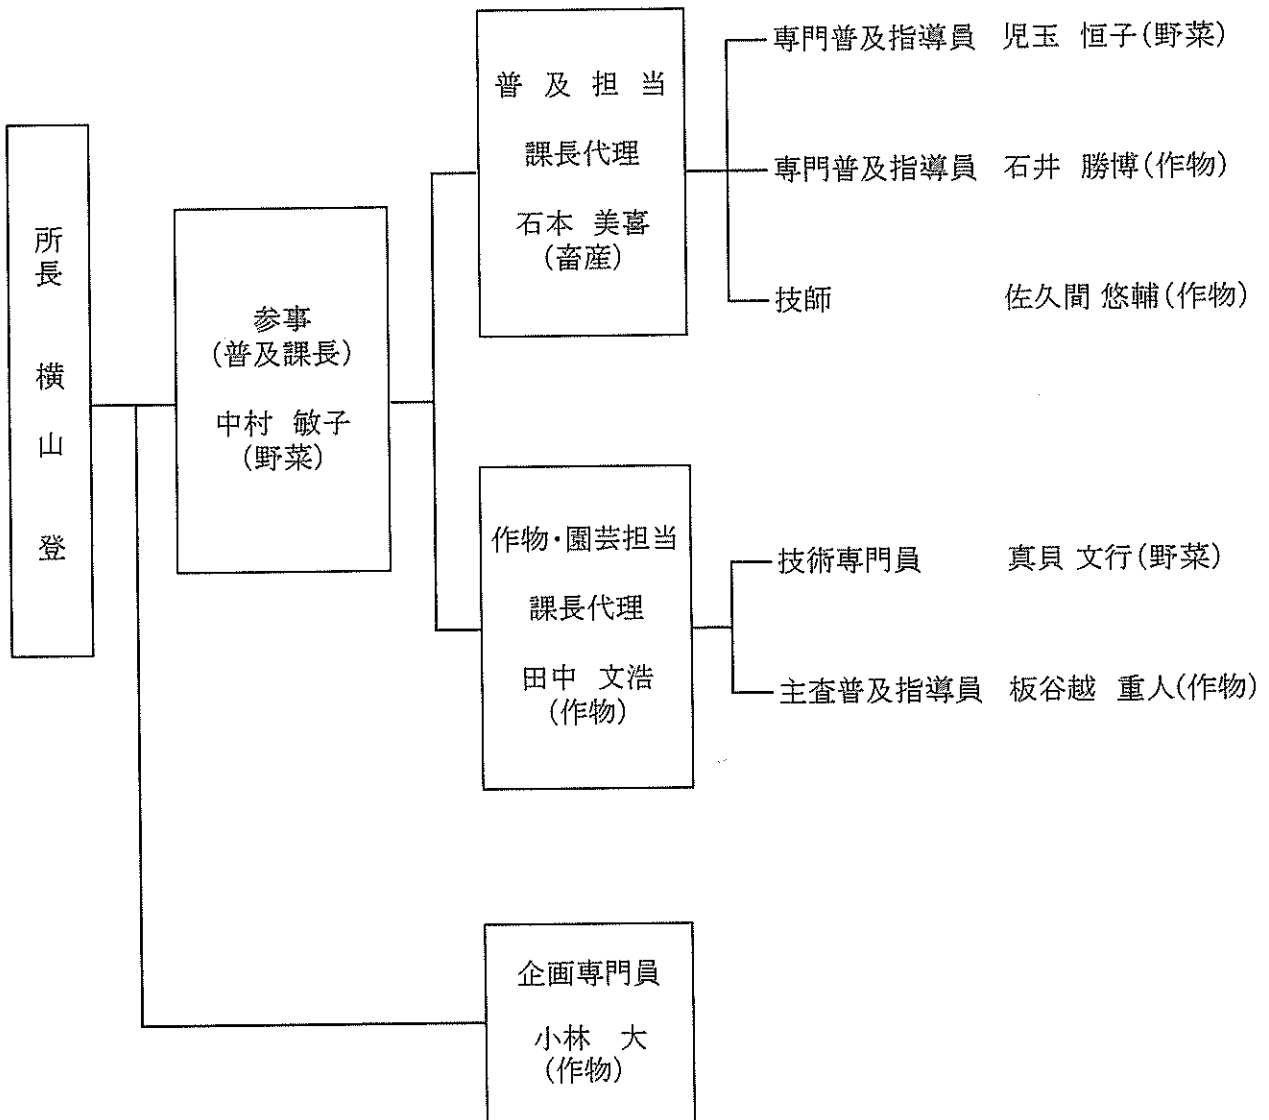 所長 横山 登
参事
(普及課長)
中村 敏子
(野菜)
普及担当
課長代理
石本 美喜
(畜産)
専門普及指導員 児玉 恒子(野菜)
専門普及指導員 石井 勝博(作物)
技師 佐久間 悠輔(作物)
作物・園芸担当
課長代理
田中 文浩
(作物)
技術専門員 真貝 文行(野菜)
主査普及指導員 板谷越 重人(作物)
企画専門員
小林 大
(作物)